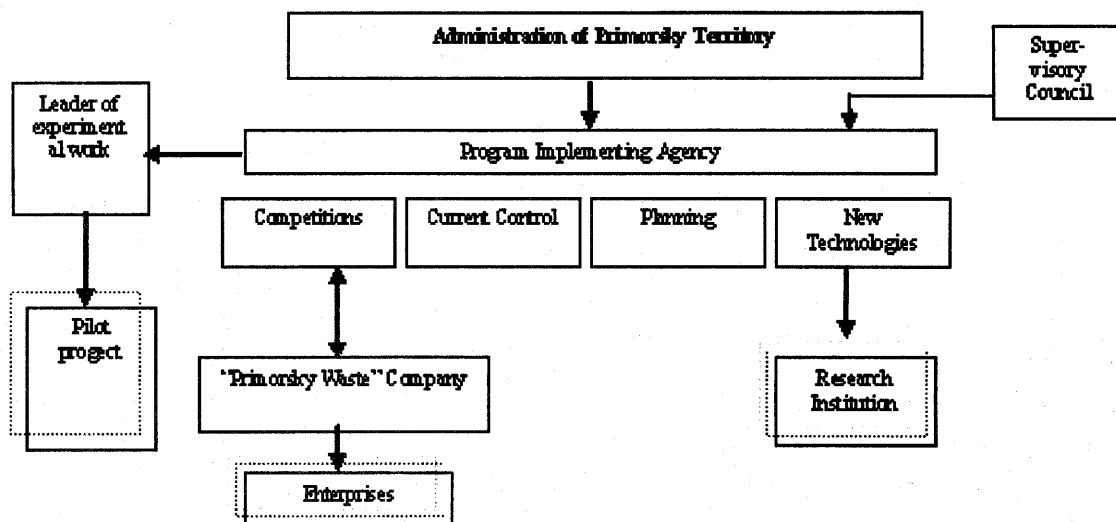 Administration of Primorsky Territory
Super-
visory
Council
Leader of
experiment
al work
Program Implementing Agency
Competitions
Current Control
Planning
New
Technologies
Pilot
progect
"Primorsky Waste" Company
Research
Institution
Enterprises